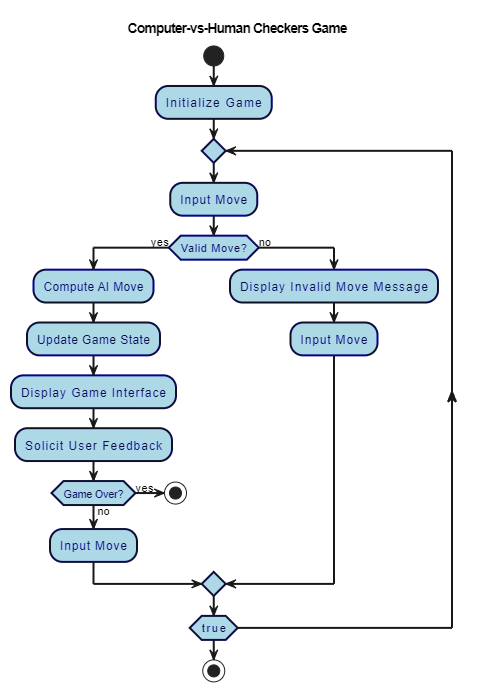 Computer-vs-Human Checkers Game
Initialize Game
Input Move
yes
Valid Move?
no
Compute AI Move
Display Invalid Move Message
Update Game State
Input Move
Display Game Interface
Solicit User Feedback
Game Over?
yes
no
Input Move
true